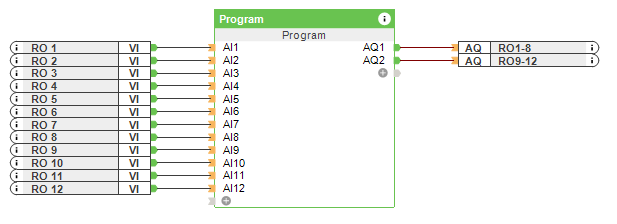 Program
Program
RO 1 VI AI1 AQ1 AQ RO1-8
RO 2 VI AI2 AQ2 AQ RO9-12
RO 3 VI AI3
RO 4 VI AI4
RO 5 VI AI5
RO 6 VI AI6
RO 7 VI AI7
RO 8 VI AI8
RO 9 VI AI9
RO 10 VI AI10
RO 11 VI AI11
RO 12 VI AI12